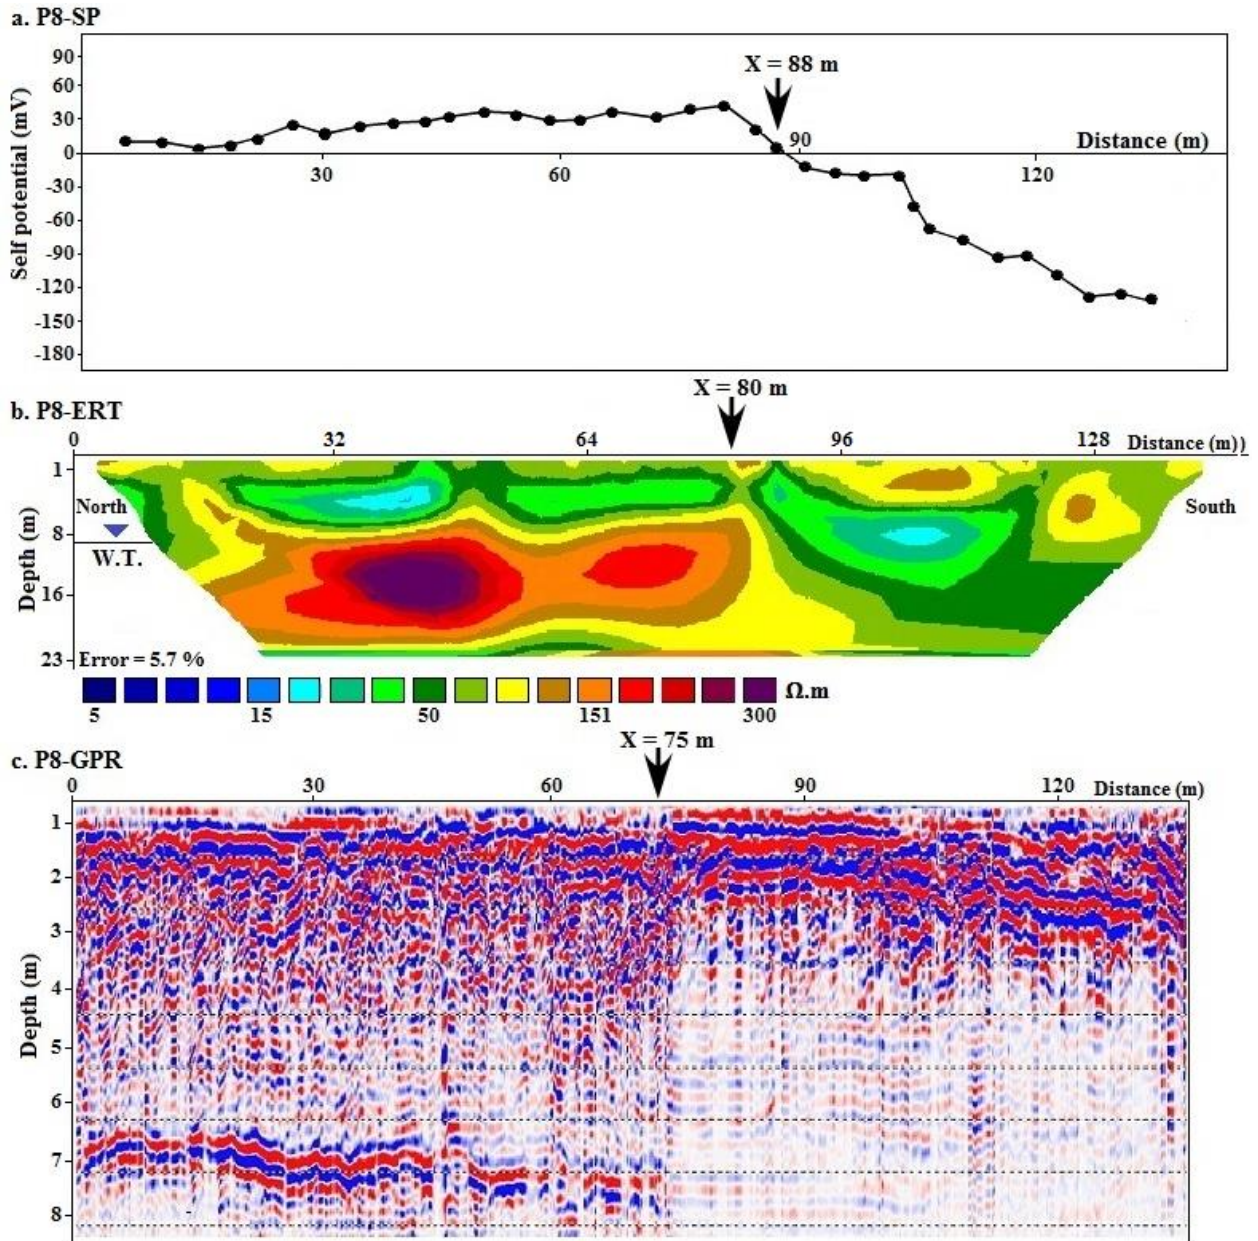 a. P8-SP
X = 88 m
90
60
30
0
-30
-60
-90
-120
-150
-180
Self potential (mV)
30
60
90
120
Distance (m)
X = 80 m
b. P8-ERT
0
32
64
96
128
Distance (m))
1
8
16
23
Depth (m)
North
W.T.
South
Error = 5.7 %
5
15
50
151
300
Ω.m
X = 75 m
c. P8-GPR
0
30
60
90
120
Distance (m)
1
2
3
4
5
6
7
8
Depth (m)